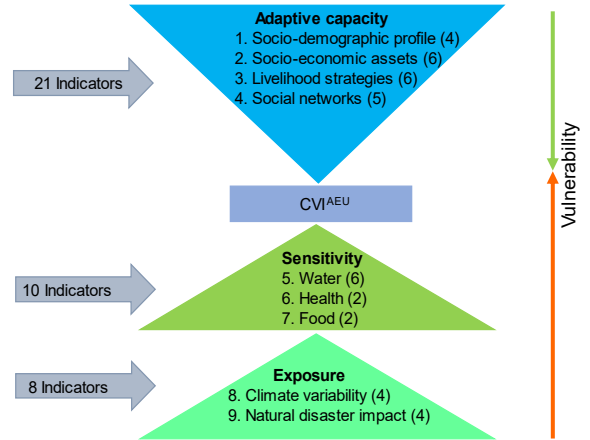 Adaptive capacity
1. Socio-demographic profile (4)
2. Socio-economic assets (6)
3. Livelihood strategies (6)
4. Social networks (5)
21 Indicators
CVIᴬᴱᵁ
Vulnerability
Sensitivity
5. Water (6)
6. Health (2)
7. Food (2)
10 Indicators
Exposure
8. Climate variability (4)
9. Natural disaster impact (4)
8 Indicators